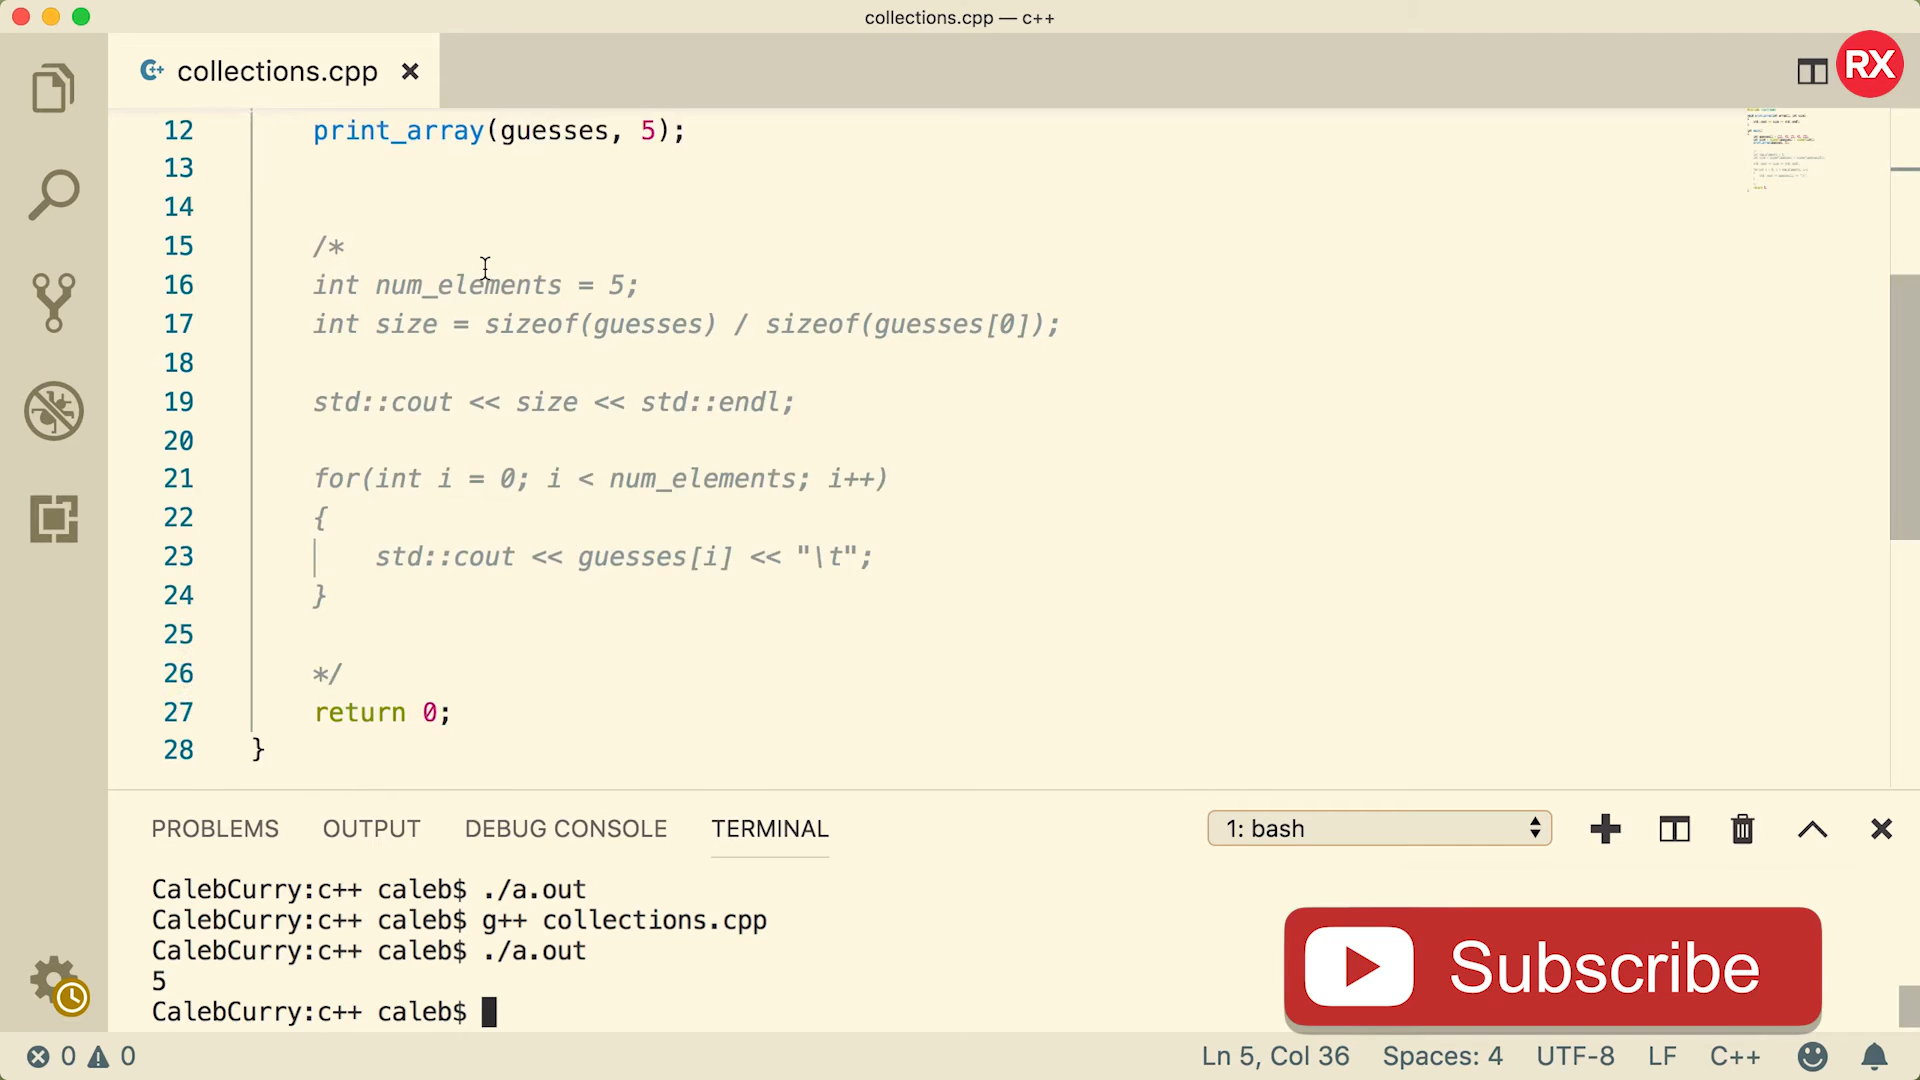 collections.cpp — c++
collections.cpp
RX
12 print_array(guesses, 5);
13
14
15 /*
16 int num_elements = 5;
17 int size = sizeof(guesses) / sizeof(guesses[0]);
18
19 std::cout << size << std::endl;
20
21 for(int i = 0; i < num_elements; i++)
22 {
23 std::cout << guesses[i] << "\t";
24 }
25
26 */
27 return 0;
28 }
PROBLEMS OUTPUT DEBUG CONSOLE TERMINAL 1: bash
CalebCurry:c++ caleb$ ./a.out
CalebCurry:c++ caleb$ g++ collections.cpp
CalebCurry:c++ caleb$ ./a.out
5
CalebCurry:c++ caleb$
Subscribe
0 0 Ln 5, Col 36 Spaces: 4 UTF-8 LF C++